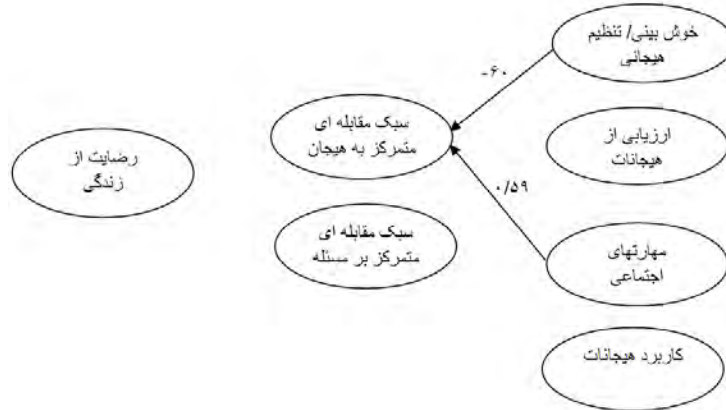 خوش بینی/ تنظیم
هیجانی
-۶۰
سبک مقابله ای
متمرکز به هیجان
ارزیابی از
هیجانات
رضایت از
زندگی
۰/۵۹
سبک مقابله ای
متمرکز بر مسئله
مهارتهای
اجتماعی
کاربرد هیجانات